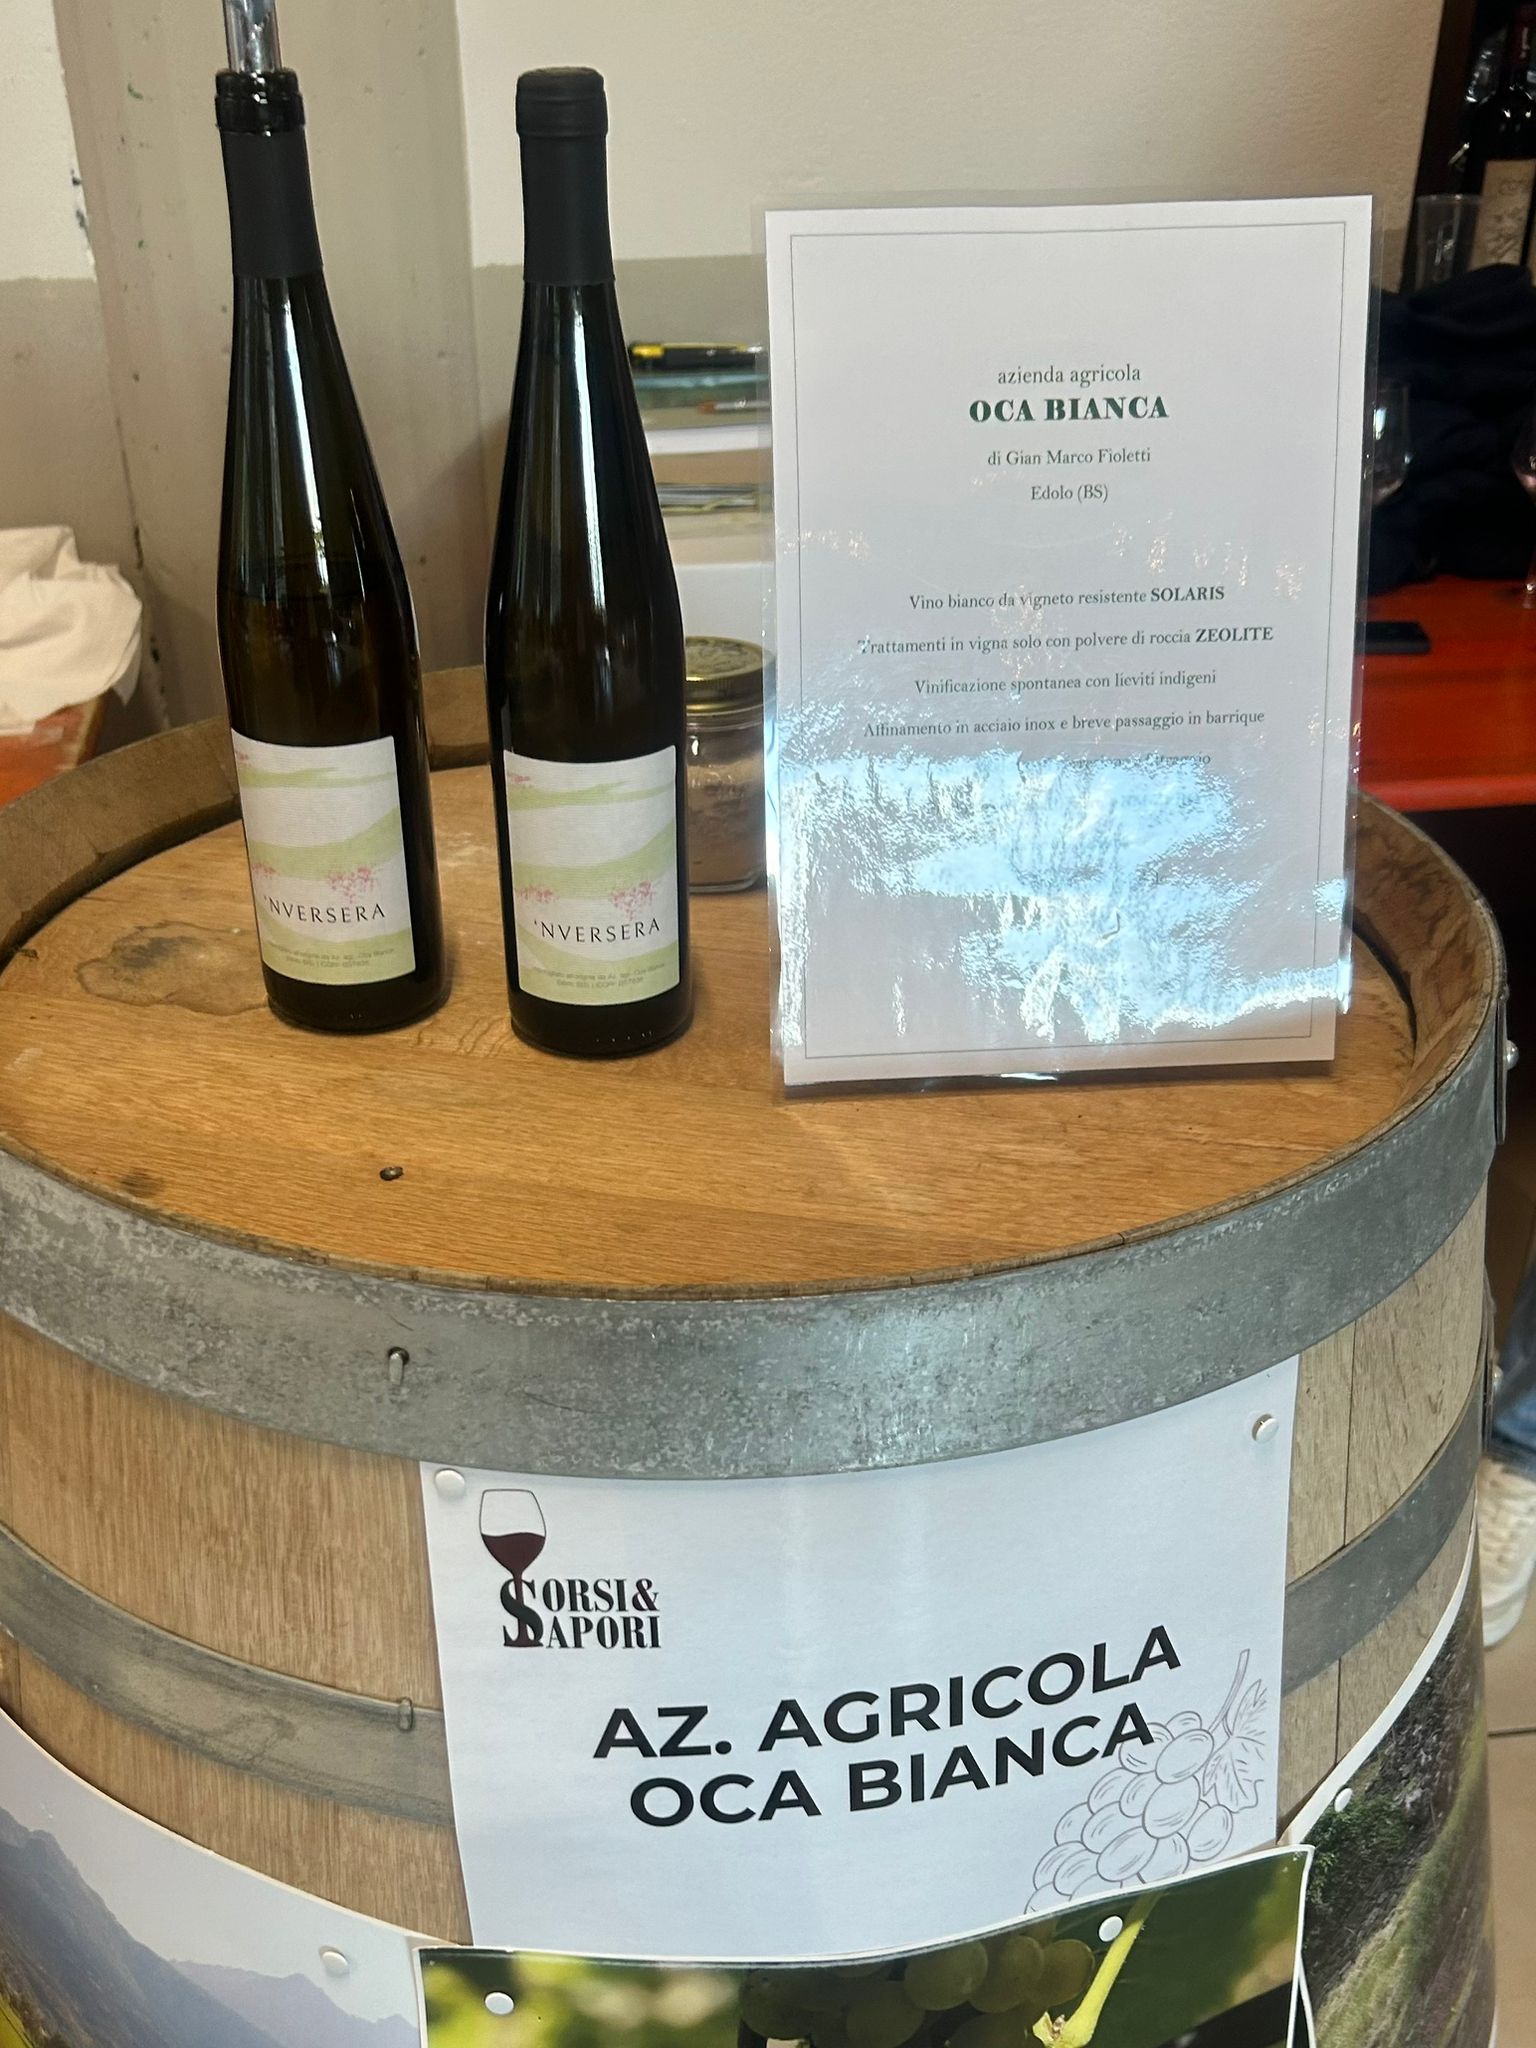 azienda agricola
OCA BIANCA
di Gian Marco Fioletti
Edolo (BS)
Vino bianco da vigneto resistente SOLARIS
Trattamenti in vigna solo con polvere di roccia ZEOLITE
Vinificazione spontanea con lieviti indigeni
Affinamento in acciaio inox e breve passaggio in barrique
'NVERSERA
'NVERSERA
SORSI&
SAPORI
AZ. AGRICOLA
OCA BIANCA